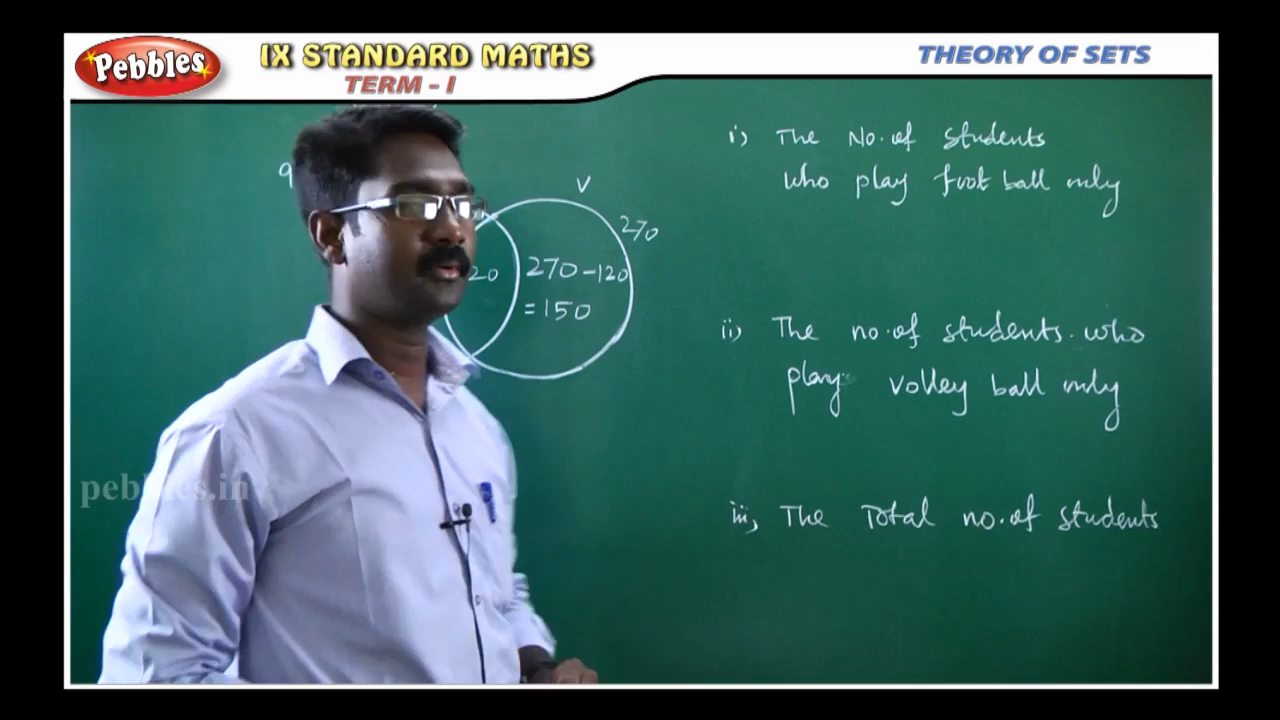 Pebbles
IX STANDARD MATHS
TERM - I
THEORY OF SETS
V
270
20
270 - 120
= 150
i) The No. of Students
who play foot ball only
ii) The no. of students who
play volley ball only
iii) The Total no. of students
pebbles.in